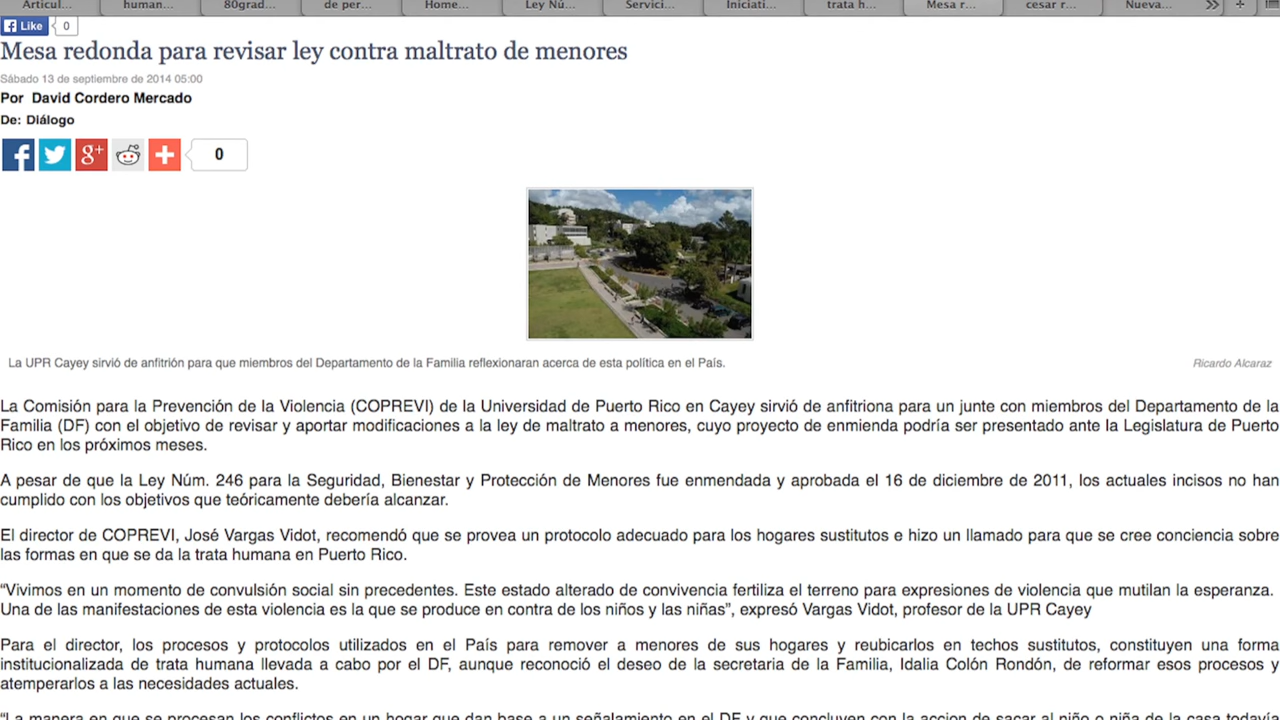 Artícul...
human...
80grad...
de per...
Home...
Ley Nú...
Servici...
Iniciati...
trata h...
Mesa r...
cesar r...
Nueva...
Like 0
Mesa redonda para revisar ley contra maltrato de menores
Sábado 13 de septiembre de 2014 05:00
Por David Cordero Mercado
De: Diálogo
0
La UPR Cayey sirvió de anfitrión para que miembros del Departamento de la Familia reflexionaran acerca de esta política en el País.
Ricardo Alcaraz
La Comisión para la Prevención de la Violencia (COPREVI) de la Universidad de Puerto Rico en Cayey sirvió de anfitriona para un junte con miembros del Departamento de la
Familia (DF) con el objetivo de revisar y aportar modificaciones a la ley de maltrato a menores, cuyo proyecto de enmienda podría ser presentado ante la Legislatura de Puerto
Rico en los próximos meses.
A pesar de que la Ley Núm. 246 para la Seguridad, Bienestar y Protección de Menores fue enmendada y aprobada el 16 de diciembre de 2011, los actuales incisos no han
cumplido con los objetivos que teóricamente debería alcanzar.
El director de COPREVI, José Vargas Vidot, recomendó que se provea un protocolo adecuado para los hogares sustitutos e hizo un llamado para que se cree conciencia sobre
las formas en que se da la trata humana en Puerto Rico.
“Vivimos en un momento de convulsión social sin precedentes. Este estado alterado de convivencia fertiliza el terreno para expresiones de violencia que mutilan la esperanza.
Una de las manifestaciones de esta violencia es la que se produce en contra de los niños y las niñas”, expresó Vargas Vidot, profesor de la UPR Cayey
Para el director, los procesos y protocolos utilizados en el País para remover a menores de sus hogares y reubicarlos en techos sustitutos, constituyen una forma
institucionalizada de trata humana llevada a cabo por el DF, aunque reconoció el deseo de la secretaria de la Familia, Idalia Colón Rondón, de reformar esos procesos y
atemperarlos a las necesidades actuales.
“La manera en que se procesan los conflictos en un hogar que dan base a un señalamiento en el DF y que concluyen con la accion de sacar al niño o niña de la casa todavía